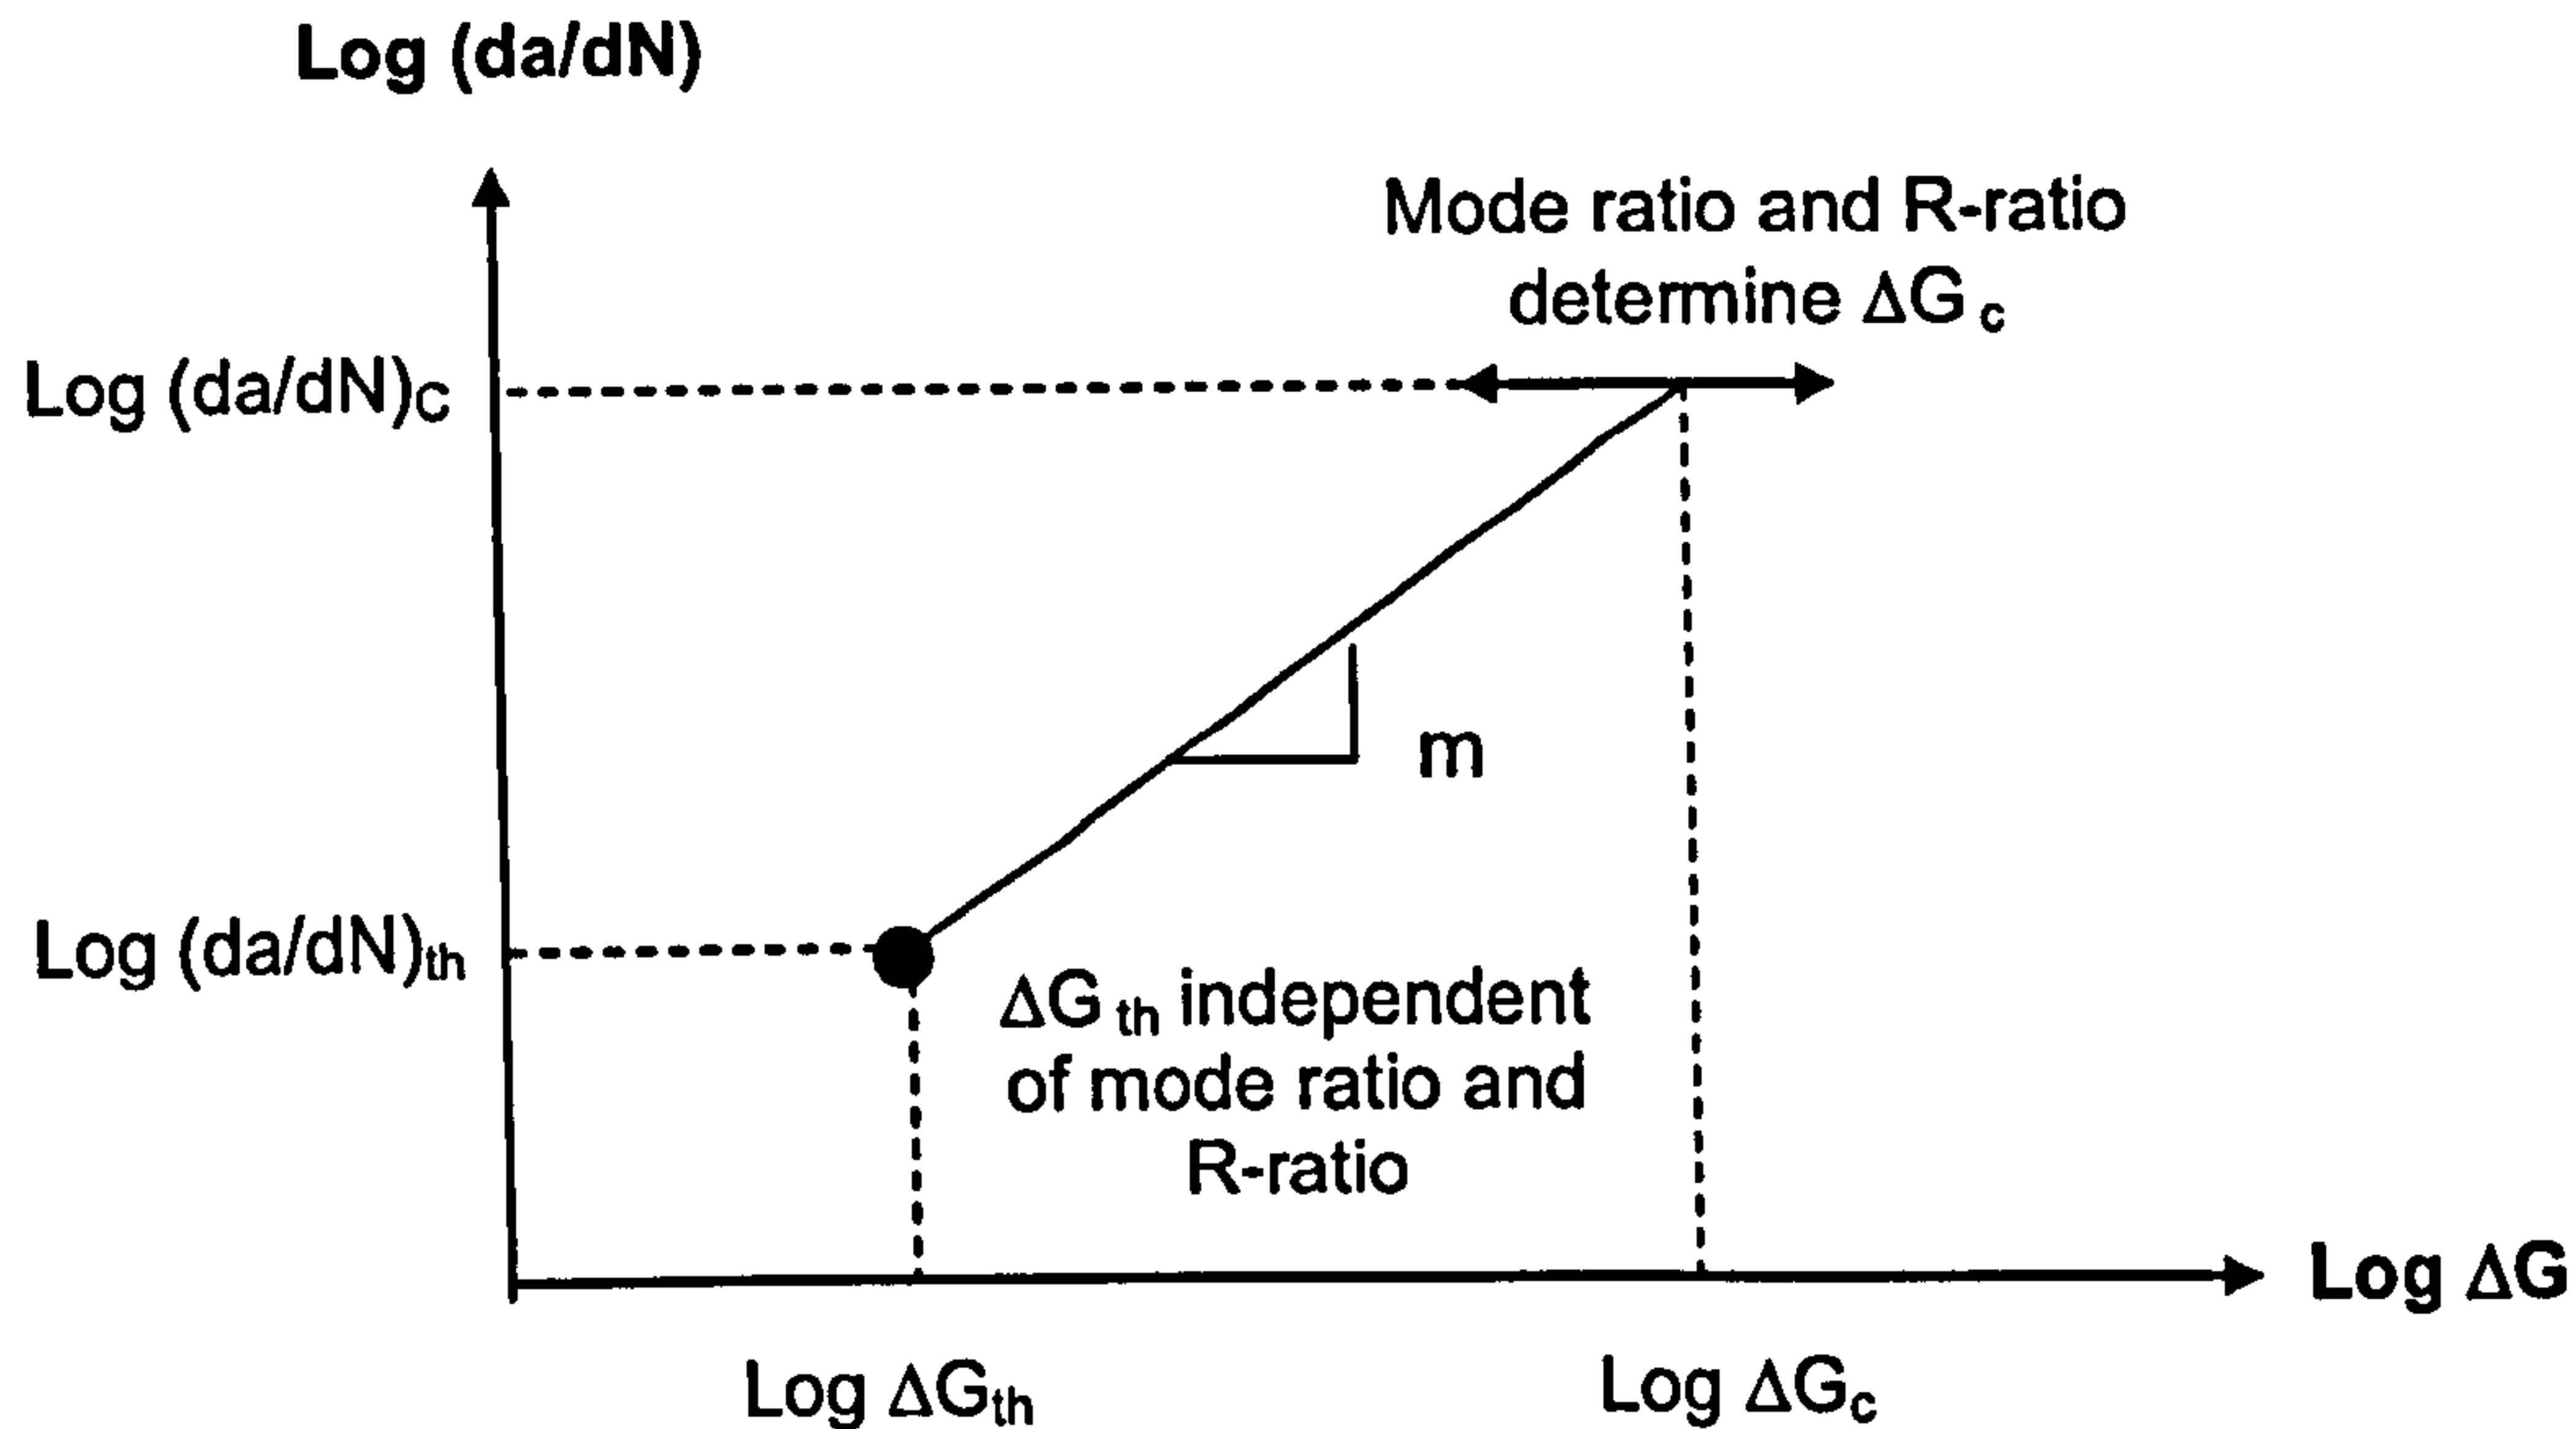 Log (da/dN)
Mode ratio and R-ratio
determine ΔG c
Log (da/dN)C
m
Log (da/dN)th
ΔG th independent
of mode ratio and
R-ratio
Log ΔG
Log ΔGth
Log ΔGc